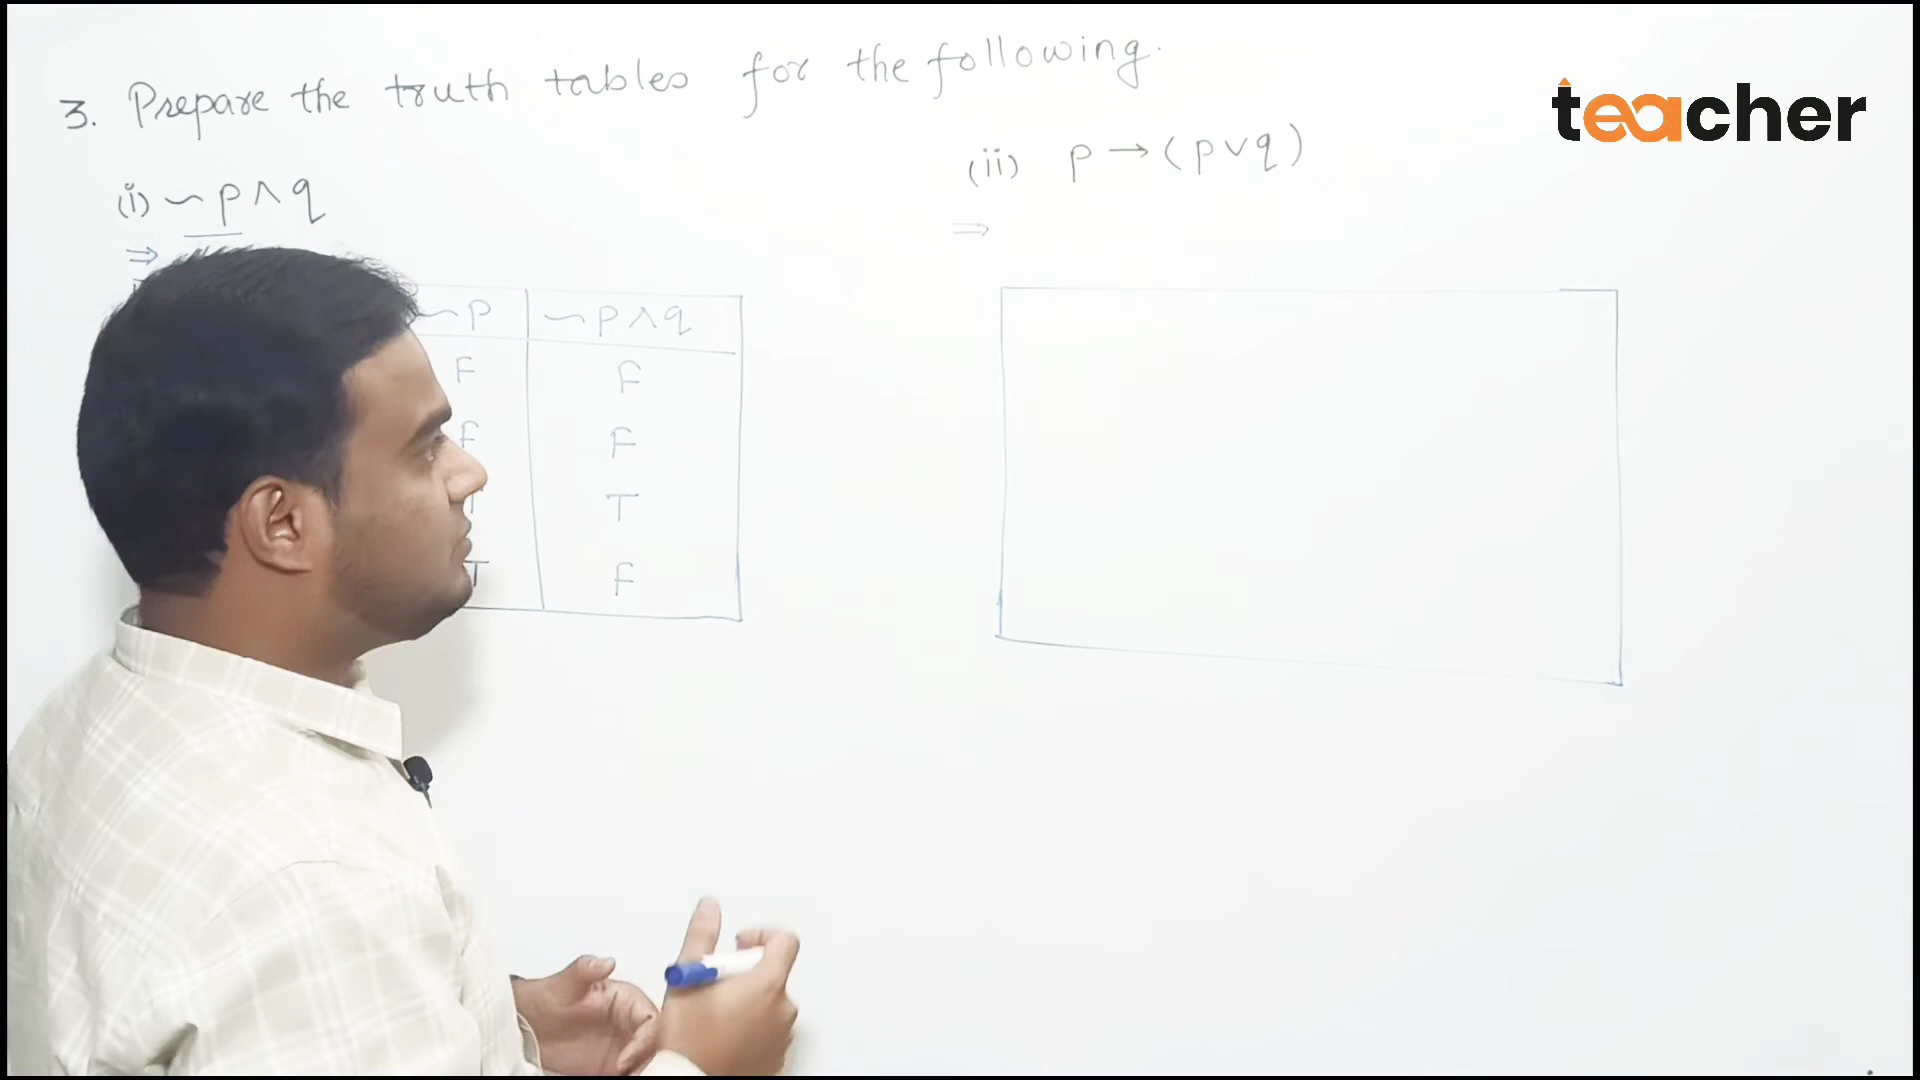 3. Prepare the truth tables for the following.
teacher
(i) ~p∧q
(ii) p → (p∨q)
⇒
⇒
~p ~p∧q
F F
F F
T T
T F